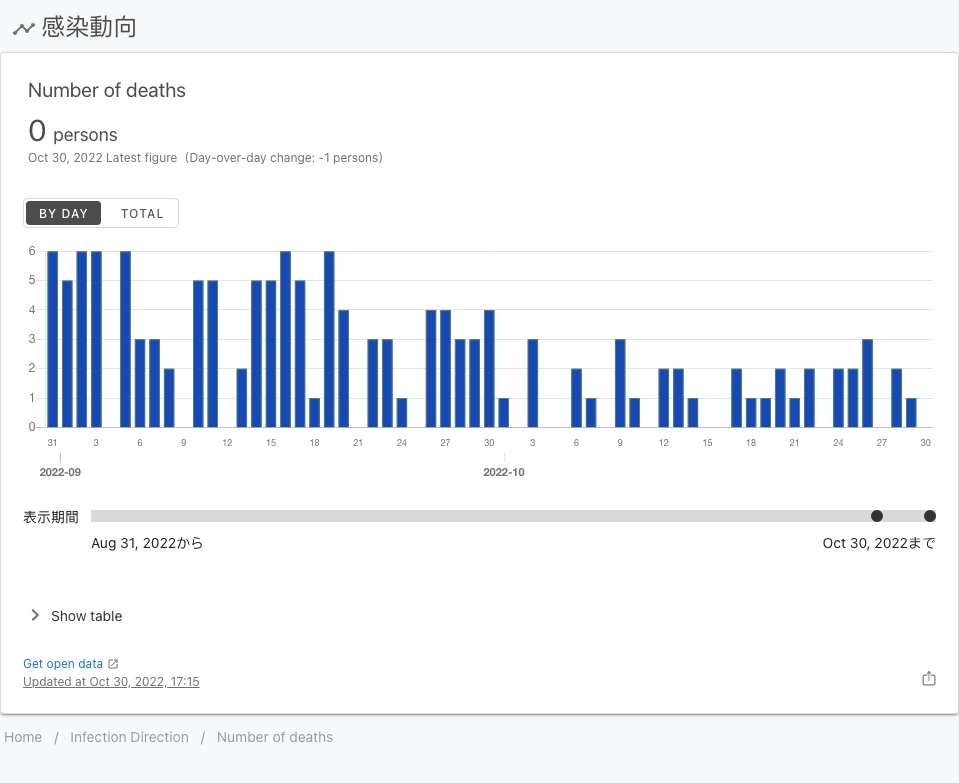 感染動向
Number of deaths
0 persons
Oct 30, 2022 Latest figure (Day-over-day change: -1 persons)
BY DAY TOTAL
6
5
4
3
2
1
0
31 3 6 9 12 15 18 21 24 27 30 3 6 9 12 15 18 21 24 27 30
2022-09 2022-10
表示期間
Aug 31, 2022から Oct 30, 2022まで
Show table
Get open data
Updated at Oct 30, 2022, 17:15
Home / Infection Direction / Number of deaths